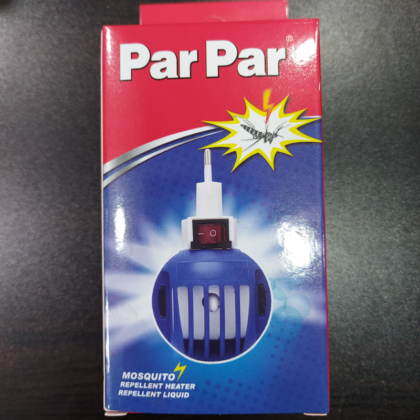 Par Par®
MOSQUITO
REPELLENT HEATER
REPELLENT LIQUID